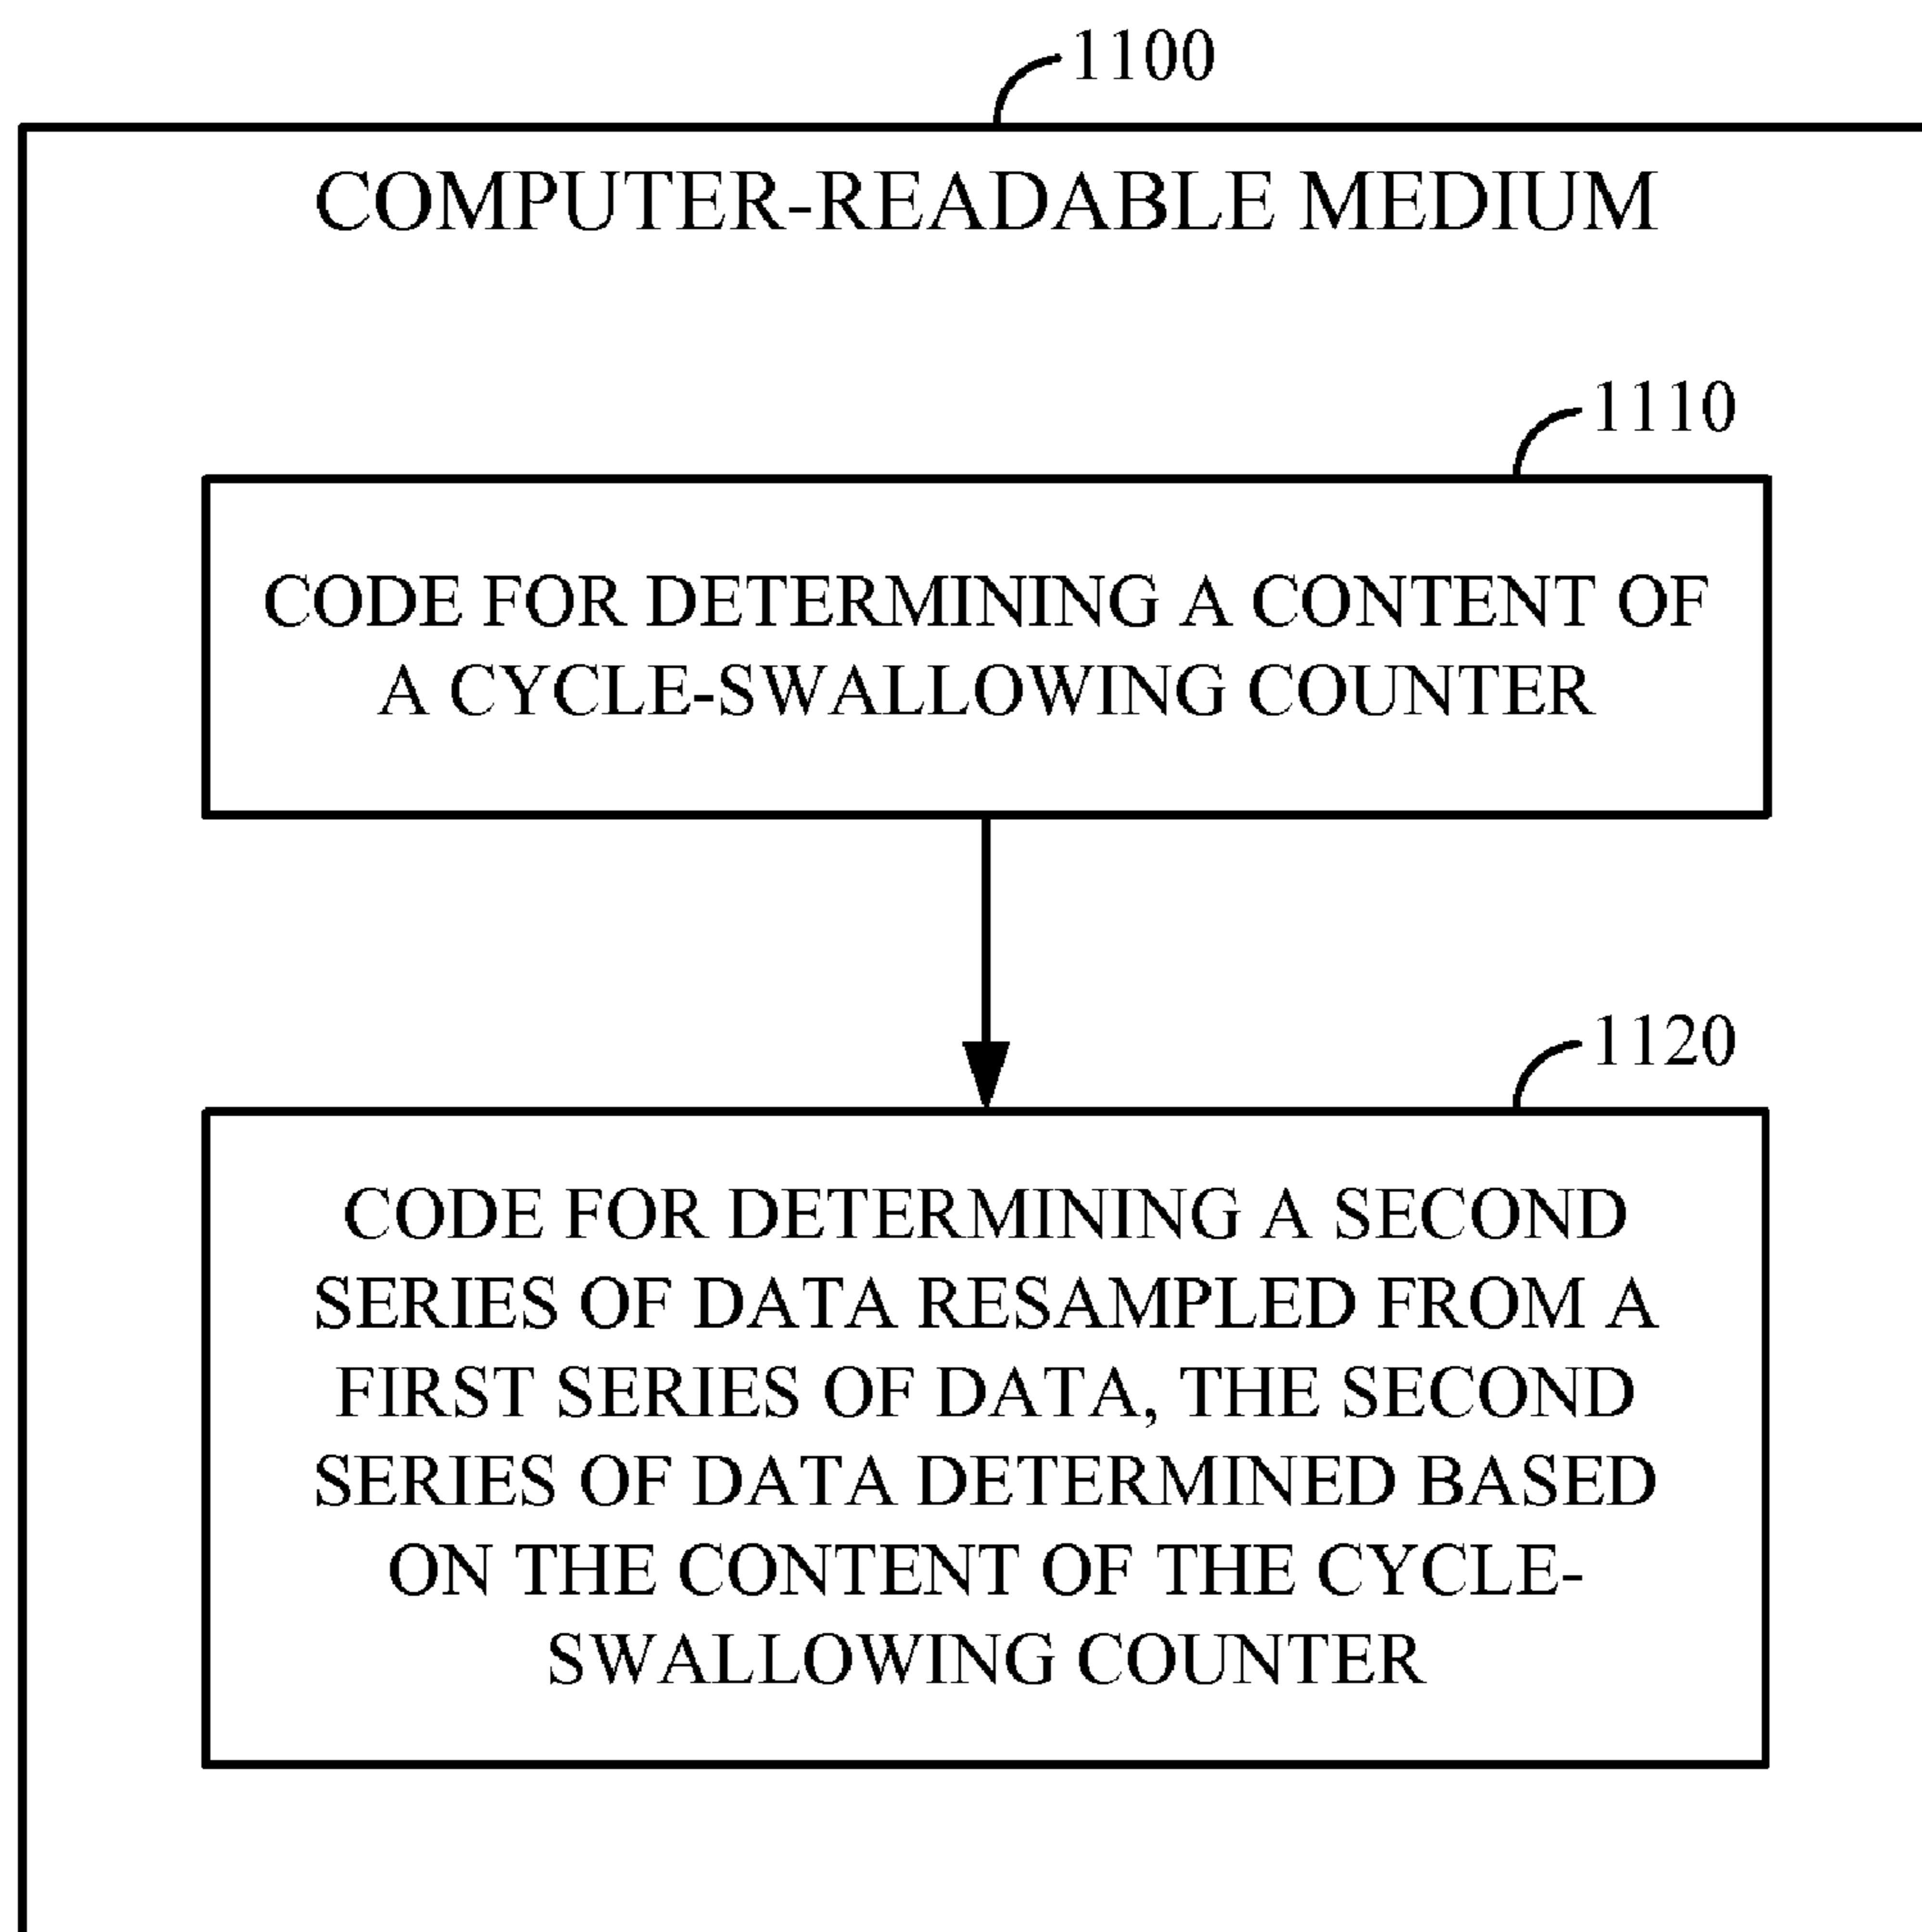 1100
COMPUTER-READABLE MEDIUM
1110
CODE FOR DETERMINING A CONTENT OF
A CYCLE-SWALLOWING COUNTER
1120
CODE FOR DETERMINING A SECOND
SERIES OF DATA RESAMPLED FROM A
FIRST SERIES OF DATA, THE SECOND
SERIES OF DATA DETERMINED BASED
ON THE CONTENT OF THE CYCLE-
SWALLOWING COUNTER